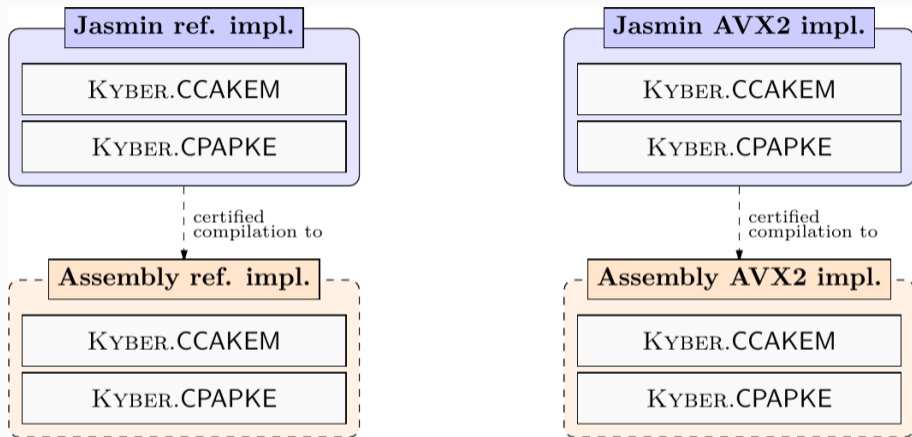 Jasmin ref. impl.
KYBER.CCAKEM
KYBER.CPAPKE
certified
compilation to
Assembly ref. impl.
KYBER.CCAKEM
KYBER.CPAPKE
Jasmin AVX2 impl.
KYBER.CCAKEM
KYBER.CPAPKE
certified
compilation to
Assembly AVX2 impl.
KYBER.CCAKEM
KYBER.CPAPKE